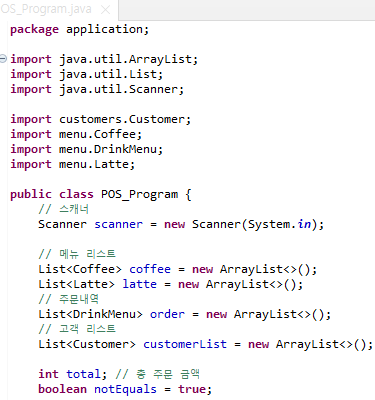 OS_Program.java
package application;
import java.util.ArrayList;
import java.util.List;
import java.util.Scanner;
import customers.Customer;
import menu.Coffee;
import menu.DrinkMenu;
import menu.Latte;
public class POS_Program {
// 스캐너
Scanner scanner = new Scanner(System.in);
// 메뉴 리스트
List<Coffee> coffee = new ArrayList<>();
List<Latte> latte = new ArrayList<>();
// 주문내역
List<DrinkMenu> order = new ArrayList<>();
// 고객 리스트
List<Customer> customerList = new ArrayList<>();
int total; // 총 주문 금액
boolean notEquals = true;